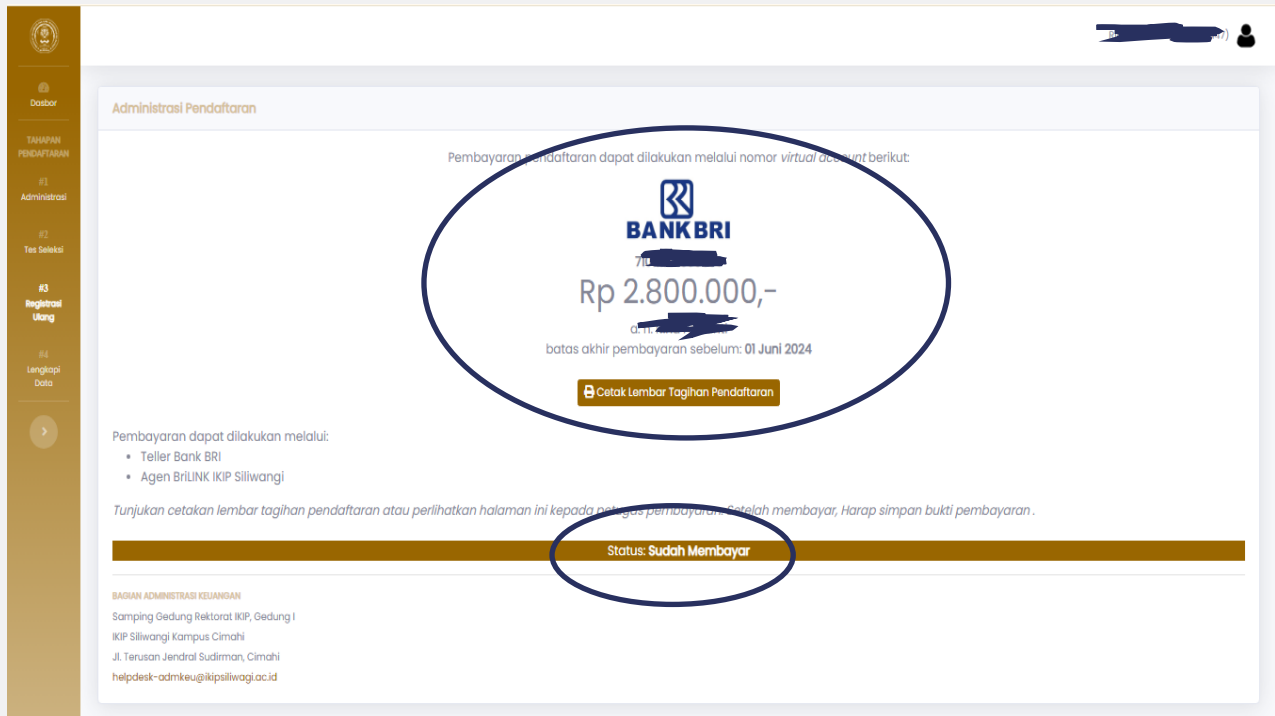 Dasbor
TAHAPAN
PENDAFTARAN
#1
Administrasi
#2
Tes Seleksi
#3
Registrasi
Ulang
#4
Lengkapi
Data
Administrasi Pendaftaran
Pembayaran pendaftaran dapat dilakukan melalui nomor virtual account berikut:
BANK BRI
Rp 2.800.000,-
batas akhir pembayaran sebelum: 01 Juni 2024
Cetak Lembar Tagihan Pendaftaran
Pembayaran dapat dilakukan melalui:
• Teller Bank BRI
• Agen BriLINK IKIP Siliwangi
Tunjukan cetakan lembar tagihan pendaftaran atau perlihatkan halaman ini kepada petugas pembayaran. Setelah membayar, Harap simpan bukti pembayaran .
Status: Sudah Membayar
BAGIAN ADMINISTRASI KEUANGAN
Samping Gedung Rektorat IKIP, Gedung I
IKIP Siliwangi Kampus Cimahi
Jl. Terusan Jendral Sudirman, Cimahi
helpdesk-admkeu@ikipsiliwagi.ac.id